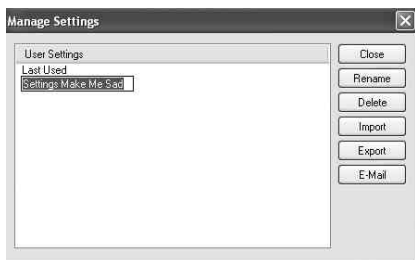 Manage Settings
User Settings
Last Used
Settings Make Me Sad
Close
Rename
Delete
Import
Export
E-Mail